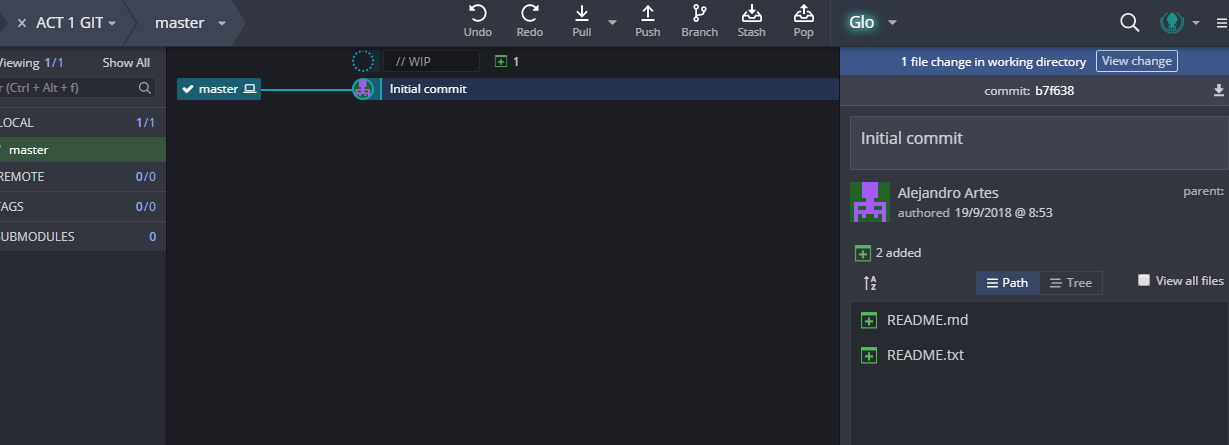 × ACT 1 GIT master
Undo Redo Pull Push Branch Stash Pop
Glo
Viewing 1/1 Show All
(Ctrl + Alt + f)
LOCAL 1/1
master
REMOTE 0/0
TAGS 0/0
SUBMODULES 0
// WIP 1
master Initial commit
1 file change in working directory View change
commit: b7f638
Initial commit
Alejandro Artes
parent:
authored 19/9/2018 @ 8:53
2 added
A Z Path Tree View all files
README.md
README.txt